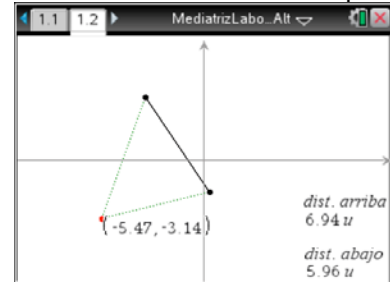 1.1 1.2 MediatrizLabo...Alt
(-5.47,-3.14)
dist. arriba
6.94 u
dist. abajo
5.96 u